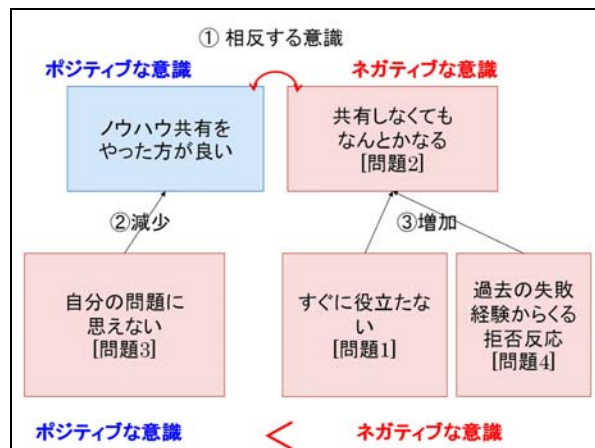 ① 相反する意識
ポジティブな意識
ネガティブな意識
ノウハウ共有を
やった方が良い
共有しなくても
なんとかなる
[問題2]
②減少
③増加
自分の問題に
思えない
[問題3]
すぐに役立たな
い
[問題1]
過去の失敗
経験からくる
拒否反応
[問題4]
ポジティブな意識 < ネガティブな意識